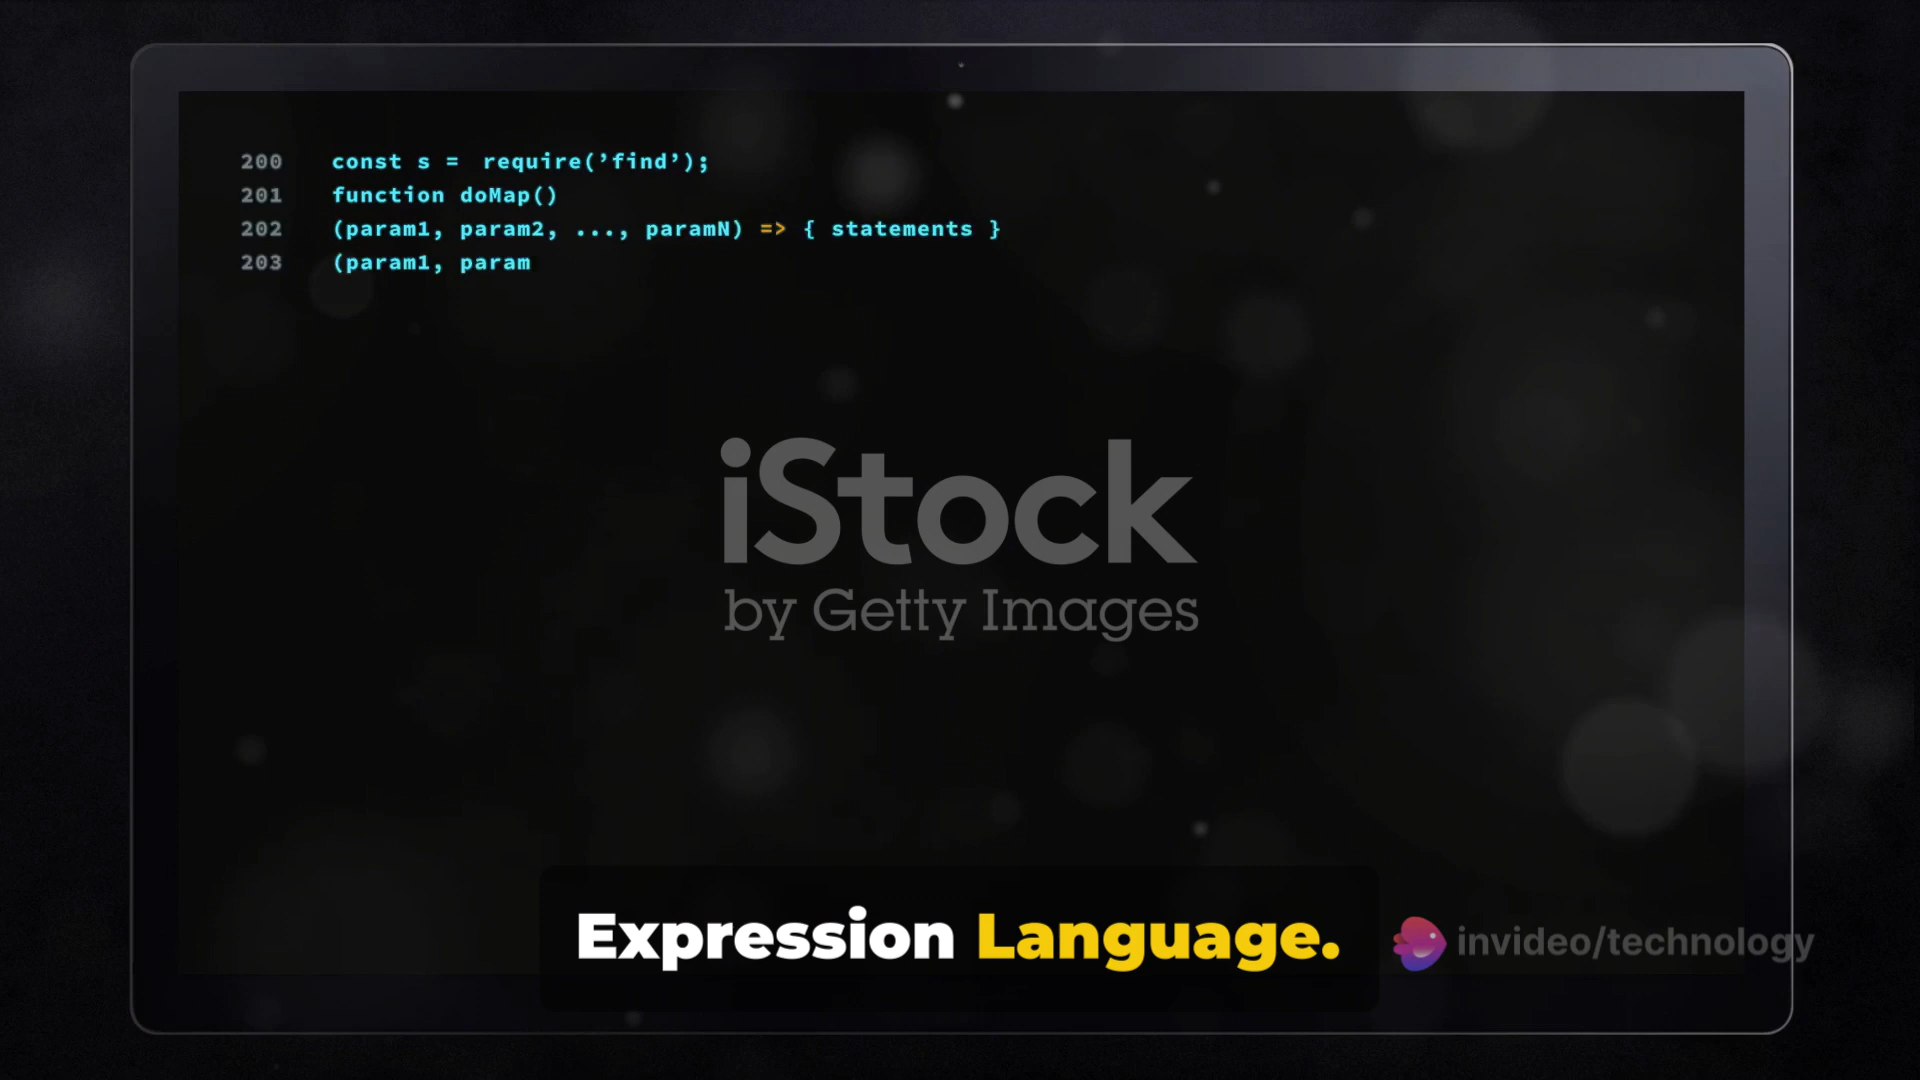 200 const s = require(’find’);
201 function doMap()
202 (param1, param2, ..., paramN) => { statements }
203 (param1, param
iStock
by Getty Images
Expression Language.
invideo/technology